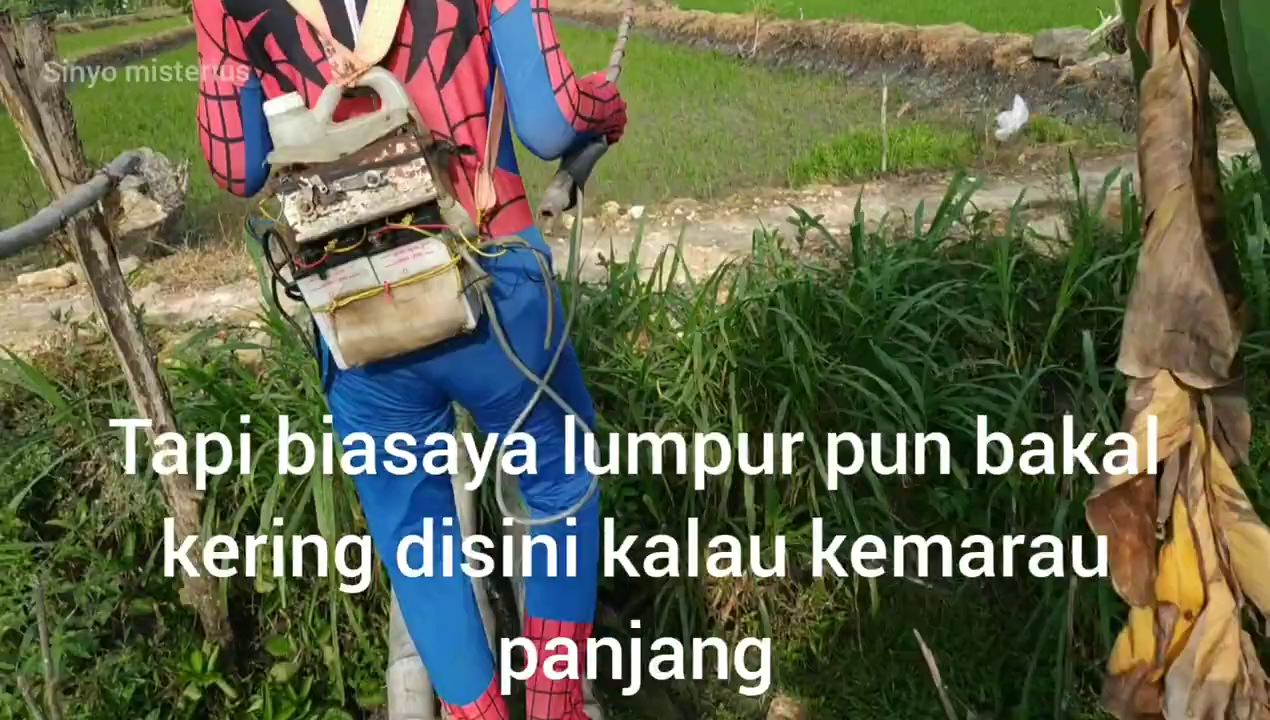 Sinyo misterius
Tapi biasaya lumpur pun bakal
kering disini kalau kemarau
panjang